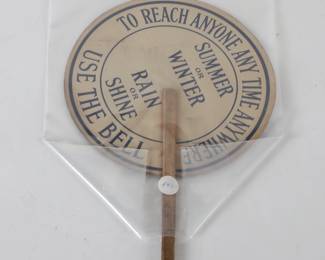 TO REACH ANYONE ANY TIME ANYWHERE
USE THE BELL
SUMMER
OR
WINTER
RAIN
OR
SHINE